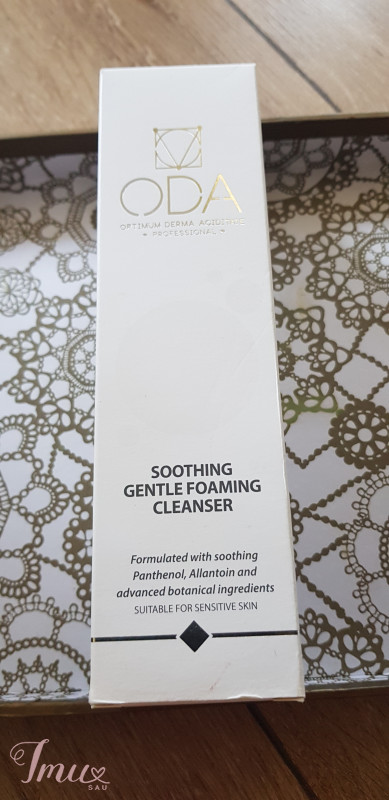 ODA
OPTIMUM DERMA ACIDITATE
PROFESSIONAL
SOOTHING
GENTLE FOAMING
CLEANSER
Formulated with soothing
Panthenol, Allantoin and
advanced botanical ingredients
SUITABLE FOR SENSITIVE SKIN
Imu
SAU